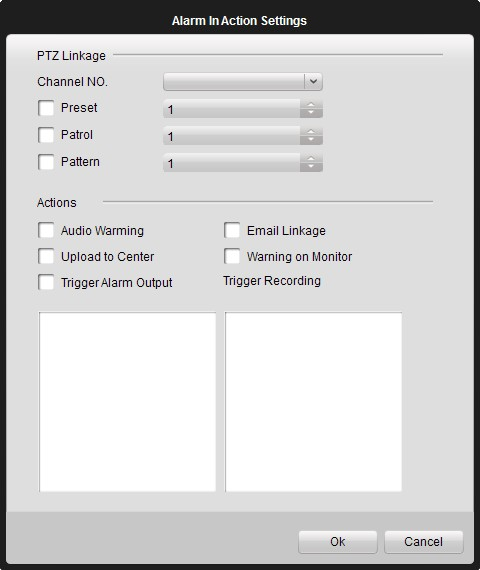 Alarm In Action Settings
PTZ Linkage
Channel NO.
Preset 1
Patrol 1
Pattern 1
Actions
Audio Warming Email Linkage
Upload to Center Warning on Monitor
Trigger Alarm Output Trigger Recording
Ok Cancel